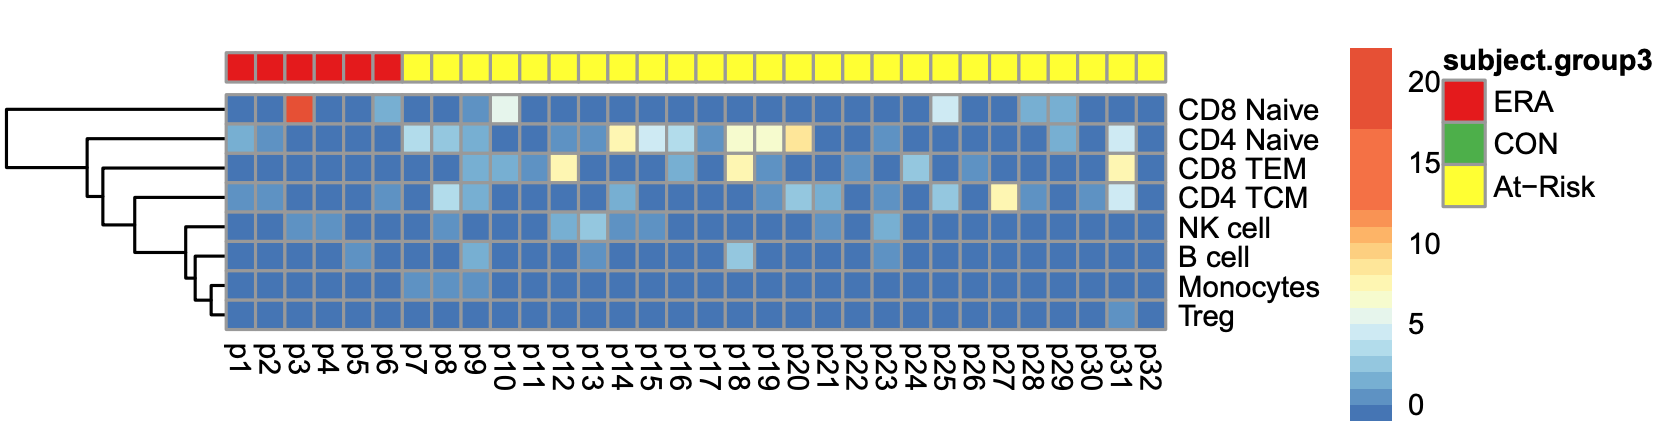 subject.group3
ERA
CON
At−Risk
20
15
10
5
0
CD8 Naive
CD4 Naive
CD8 TEM
CD4 TCM
NK cell
B cell
Monocytes
Treg
p1
p2
p3
p4
p5
p6
p7
p8
p9
p10
p11
p12
p13
p14
p15
p16
p17
p18
p19
p20
p21
p22
p23
p24
p25
p26
p27
p28
p29
p30
p31
p32